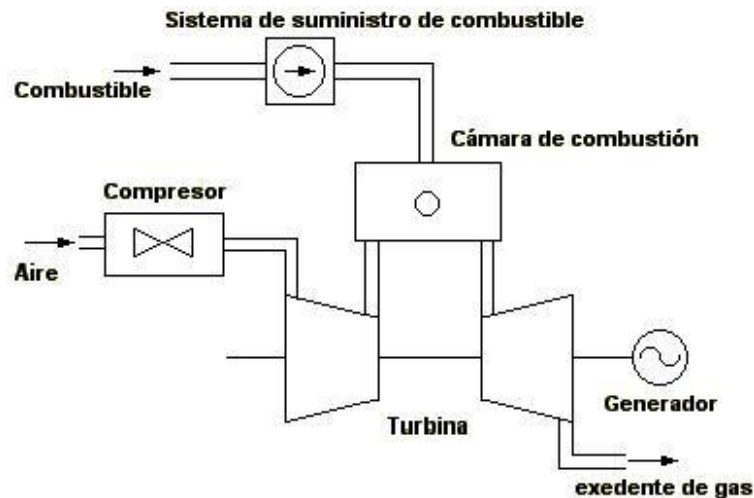 Sistema de suministro de combustible
Combustible
Cámara de combustión
Compresor
Aire
Turbina
Generador
exedente de gas